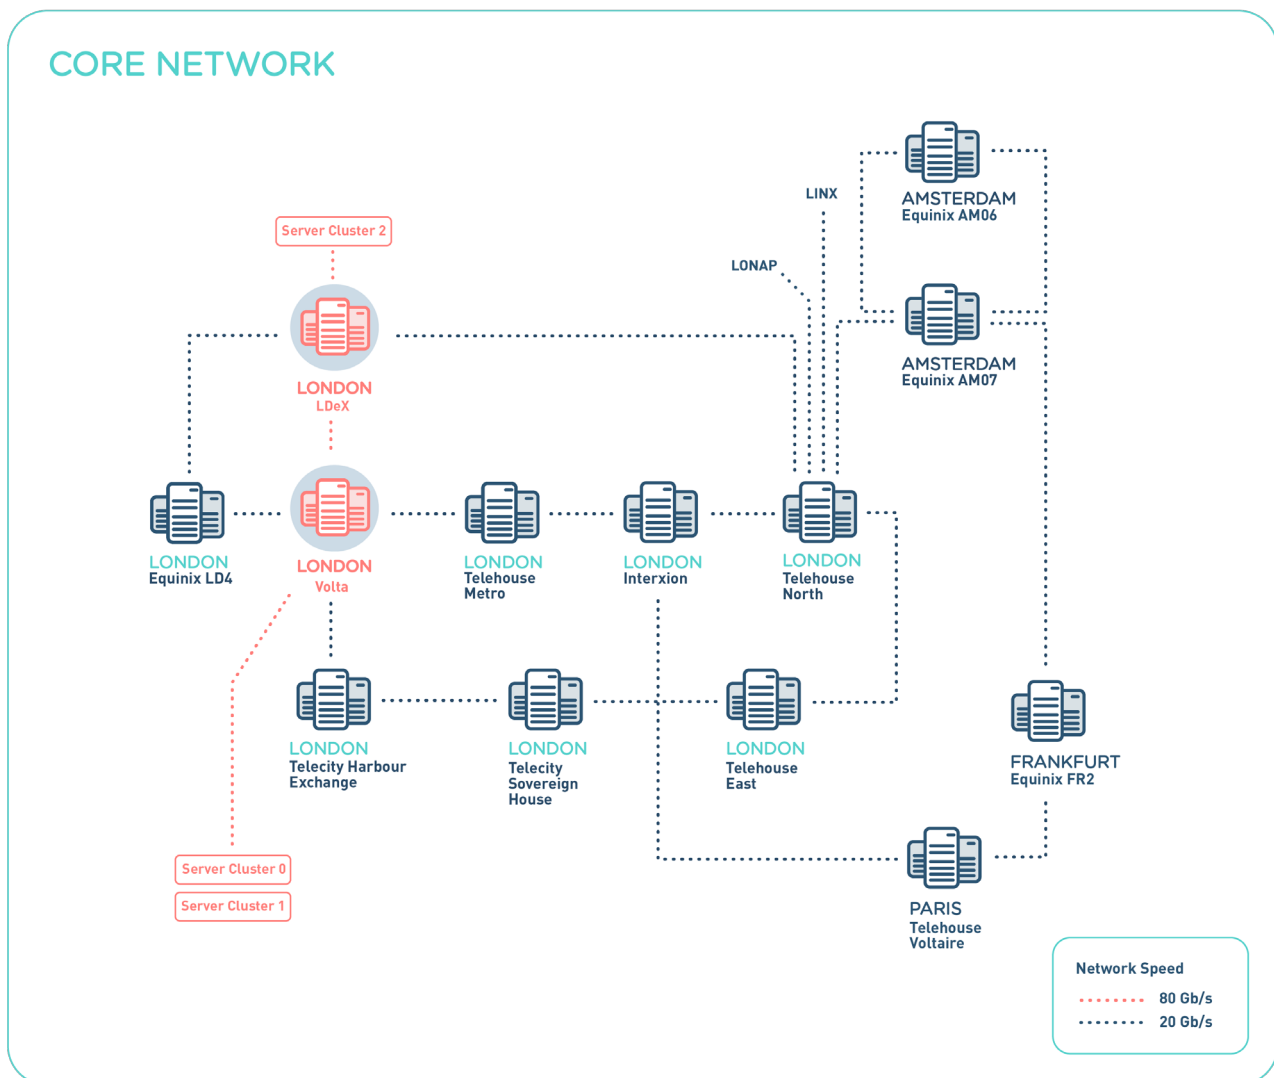 CORE NETWORK
AMSTERDAM
Equinix AM06
LINX
Server Cluster 2
LONAP
AMSTERDAM
Equinix AM07
LONDON
LDeX
LONDON
Equinix LD4
LONDON
Volta
LONDON
Telehouse
Metro
LONDON
Interxion
LONDON
Telehouse
North
LONDON
Telecity Harbour
Exchange
LONDON
Telecity
Sovereign
House
LONDON
Telehouse
East
FRANKFURT
Equinix FR2
Server Cluster 0
Server Cluster 1
PARIS
Telehouse
Voltaire
Network Speed
80 Gb/s
20 Gb/s